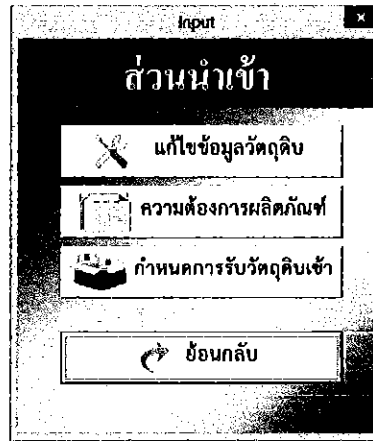 Input
ส่วนนำเข้า
แก้ไขข้อมูลวัตถุดิบ
ความต้องการผลิตภัณฑ์
กำหนดการรับวัตถุดิบเข้า
ย้อนกลับ